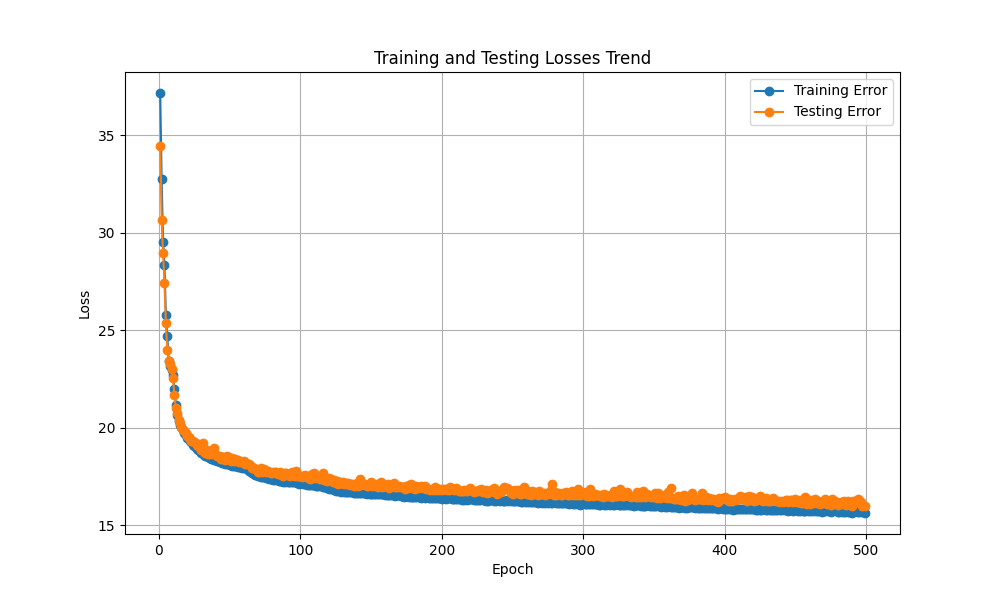 Training and Testing Losses Trend
Training Error
Testing Error
35
30
25
20
15
Loss
0 100 200 300 400 500
Epoch